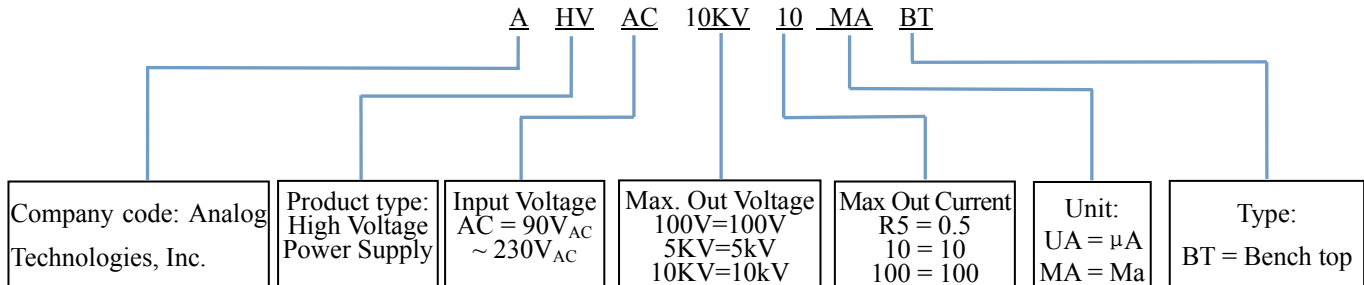 A HV AC 10KV 10 MA BT
Company code: Analog
Technologies, Inc.
Product type:
High Voltage
Power Supply
Input Voltage
AC = 90VAC
~ 230VAC
Max. Out Voltage
100V=100V
5KV=5kV
10KV=10kV
Max Out Current
R5 = 0.5
10 = 10
100 = 100
Unit:
UA = μA
MA = Ma
Type:
BT = Bench top